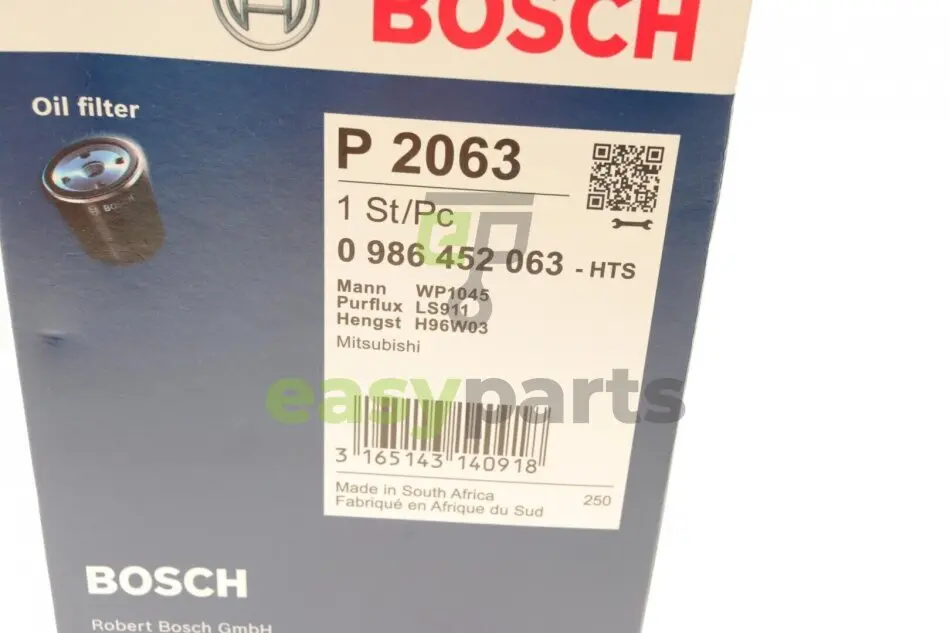 BOSCH
Oil filter
BOSCH
P 2063
1 St/Pc
0 986 452 063 - HTS
Mann WP1045
Purflux LS911
Hengst H96W03
Mitsubishi
easyparts
3 165143 140918
Made in South Africa
Fabriqué en Afrique du Sud
250
BOSCH
Robert Bosch GmbH